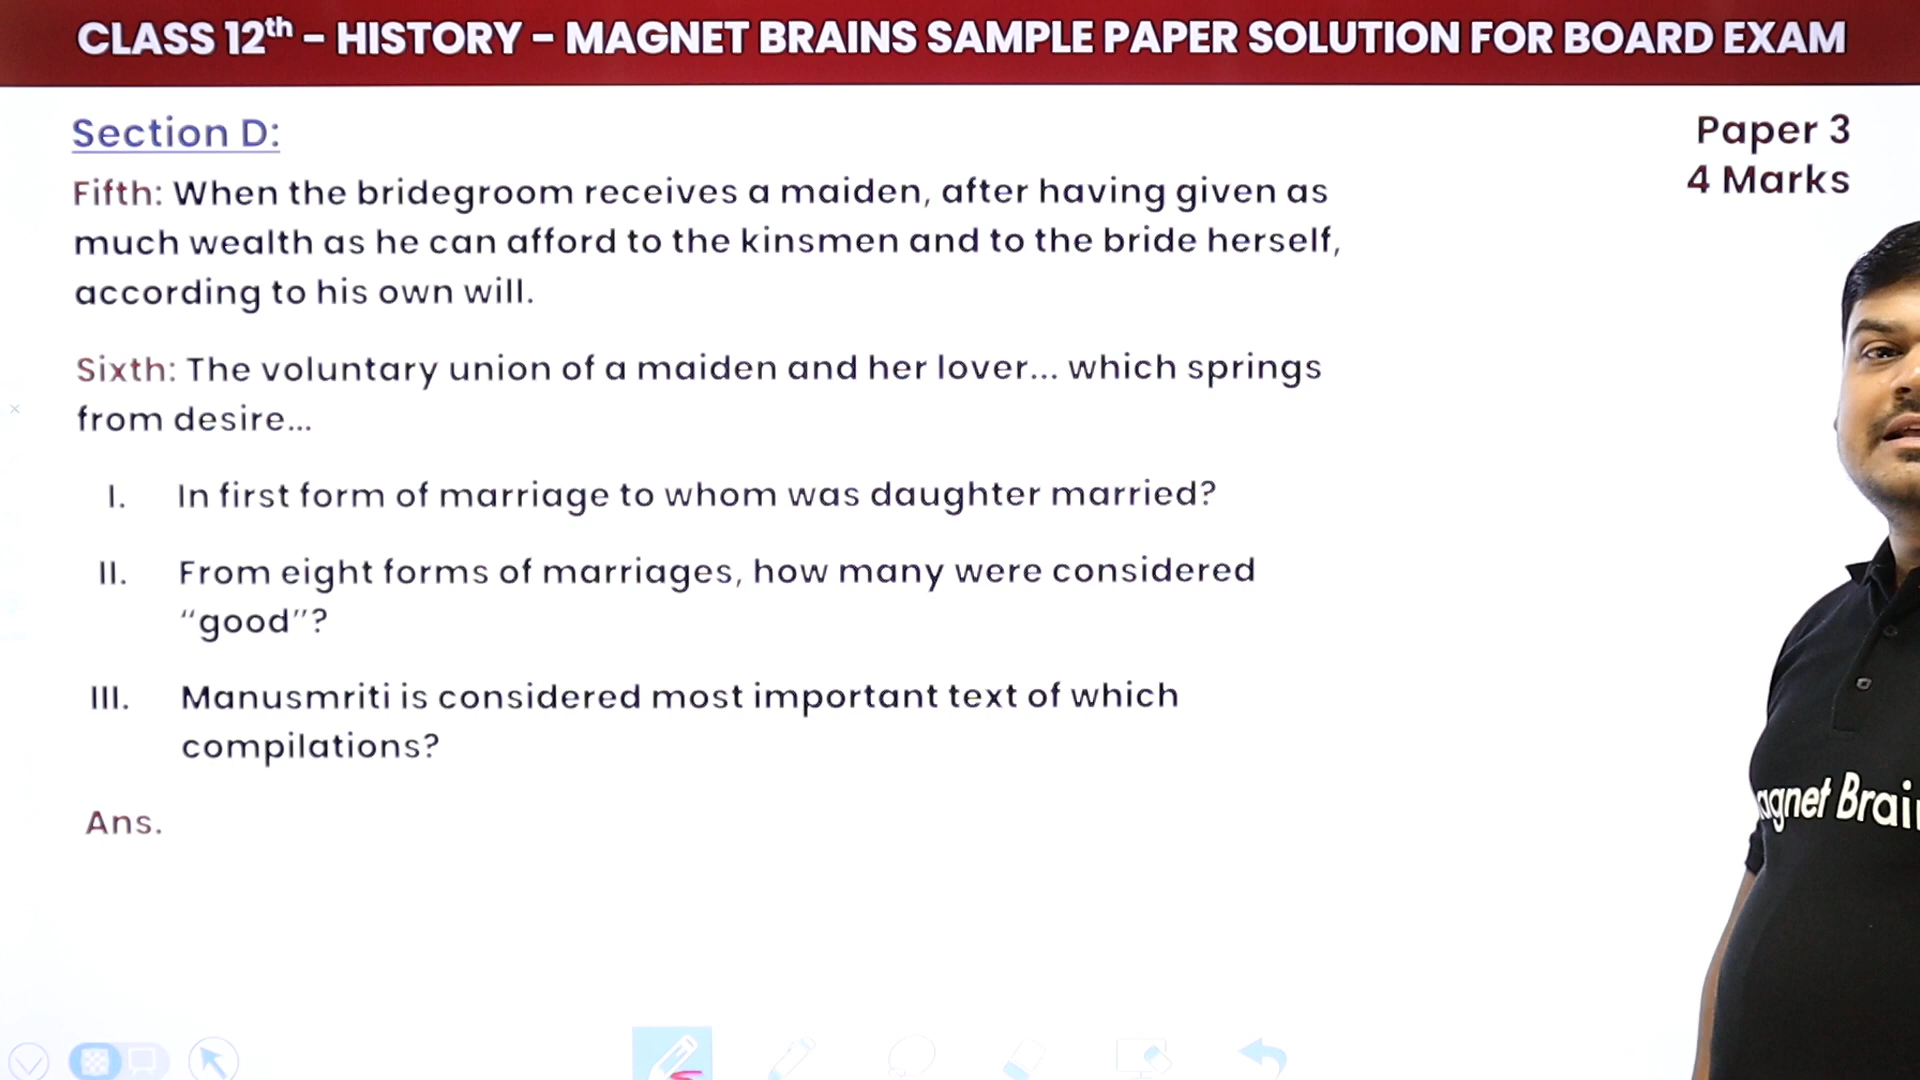 CLASS 12th - HISTORY - MAGNET BRAINS SAMPLE PAPER SOLUTION FOR BOARD EXAM
Section D:
Paper 3
4 Marks
Fifth: When the bridegroom receives a maiden, after having given as
much wealth as he can afford to the kinsmen and to the bride herself,
according to his own will.
Sixth: The voluntary union of a maiden and her lover... which springs
from desire...
I. In first form of marriage to whom was daughter married?
II. From eight forms of marriages, how many were considered
"good"?
III. Manusmriti is considered most important text of which
compilations?
Ans.